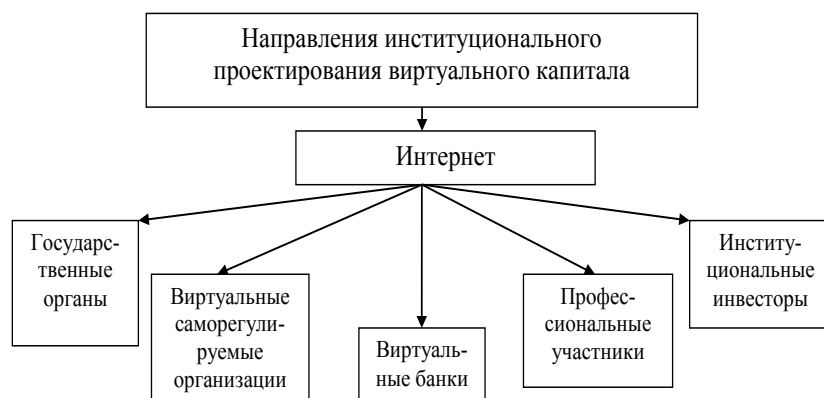 Направления институционального
проектирования виртуального капитала
Интернет
Государс-
твенные
органы
Виртуальные
саморегули-
руемые
организации
Виртуаль-
ные банки
Профес-
сиональные
участники
Институ-
циональные
инвесторы